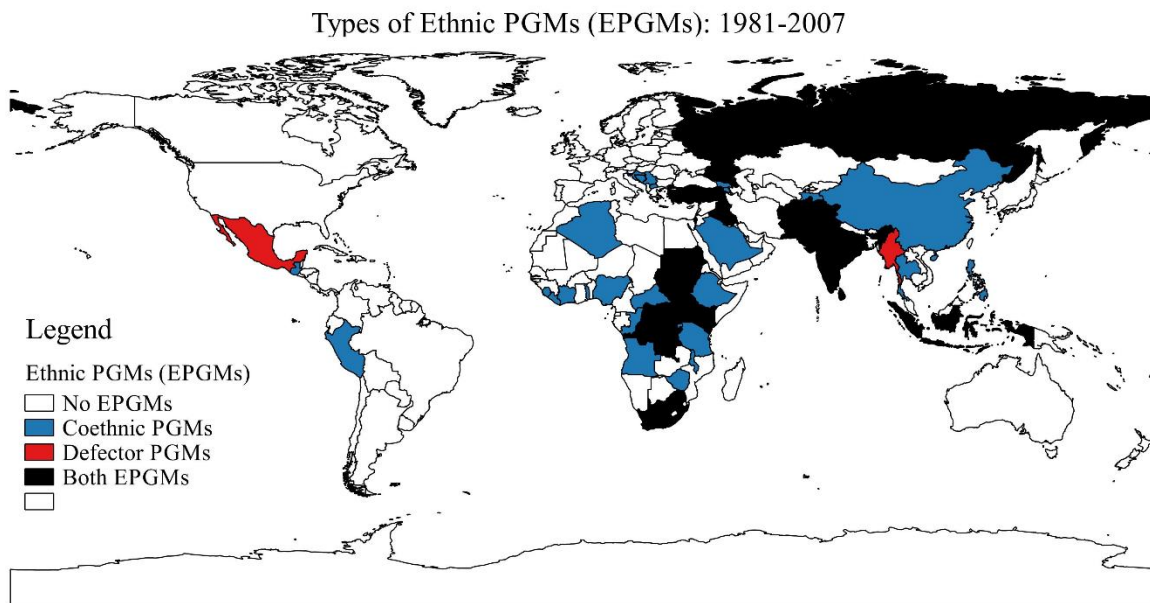 Types of Ethnic PGMs (EPGMs): 1981-2007
Legend
Ethnic PGMs (EPGMs)
No EPGMs
Coethnic PGMs
Defector PGMs
Both EPGMs